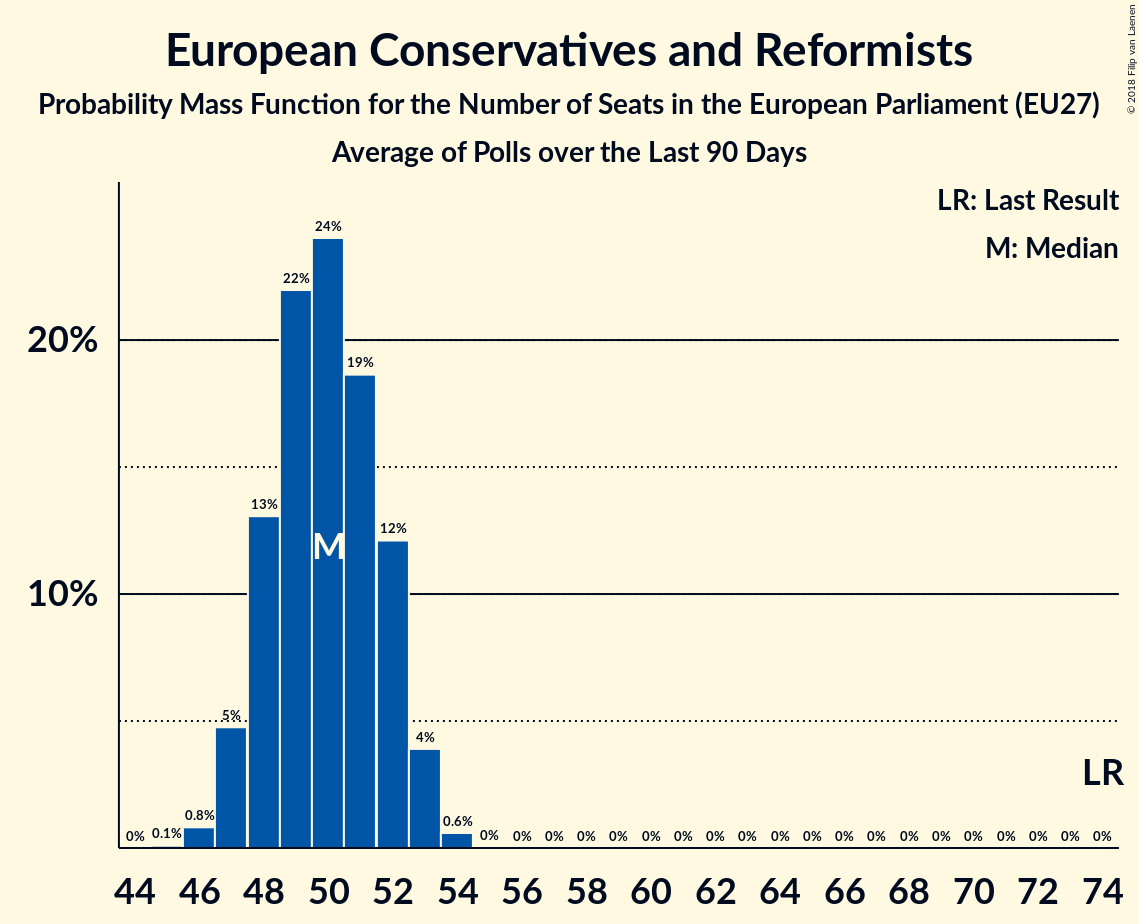 European Conservatives and Reformists
Probability Mass Function for the Number of Seats in the European Parliament (EU27)
Average of Polls over the Last 90 Days
© 2018 Filip van Laenen
LR: Last Result
M: Median
20%
10%
0% 0.1% 0.8% 5% 13% 22% 24% 19% 12% 4% 0.6% 0% 0% 0% 0% 0% 0% 0% 0% 0% 0% 0% 0% 0% 0% 0% 0% 0% 0% 0% 0%
M
LR
44 46 48 50 52 54 56 58 60 62 64 66 68 70 72 74